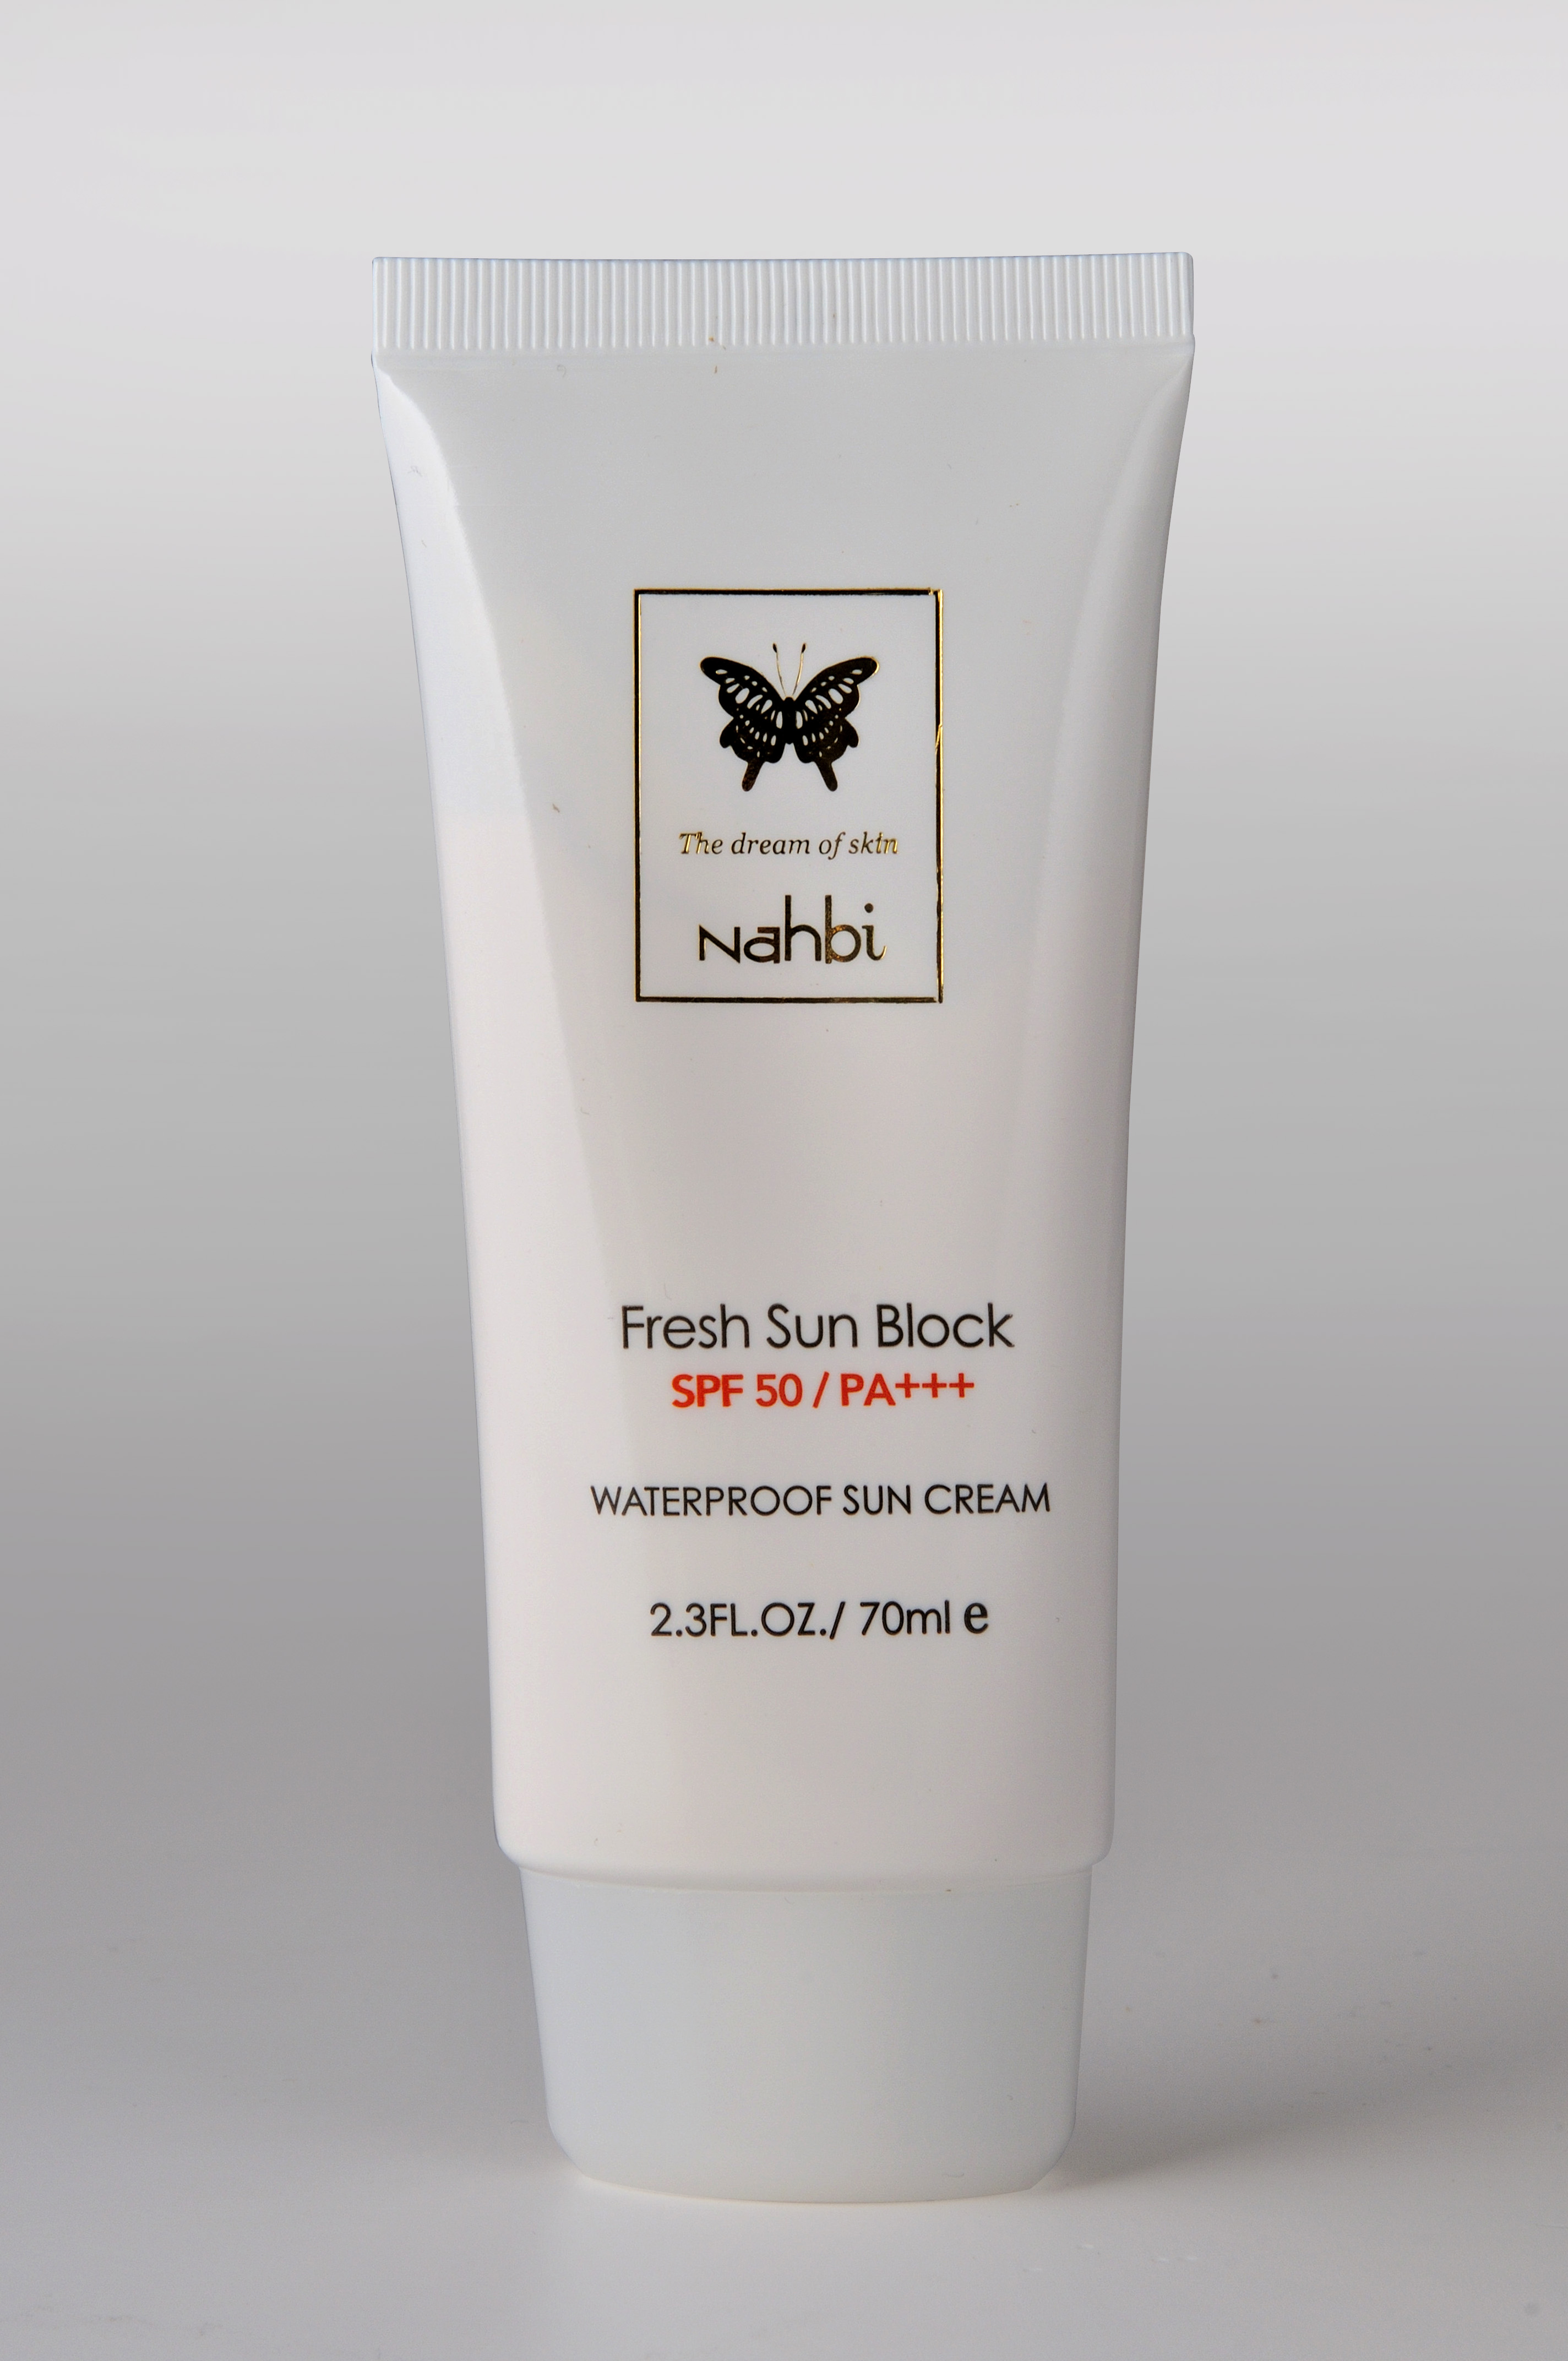 The dream of skin
Nahbi
Fresh Sun Block
SPF 50 / PA+++
WATERPROOF SUN CREAM
2.3FL.OZ./ 70ml e